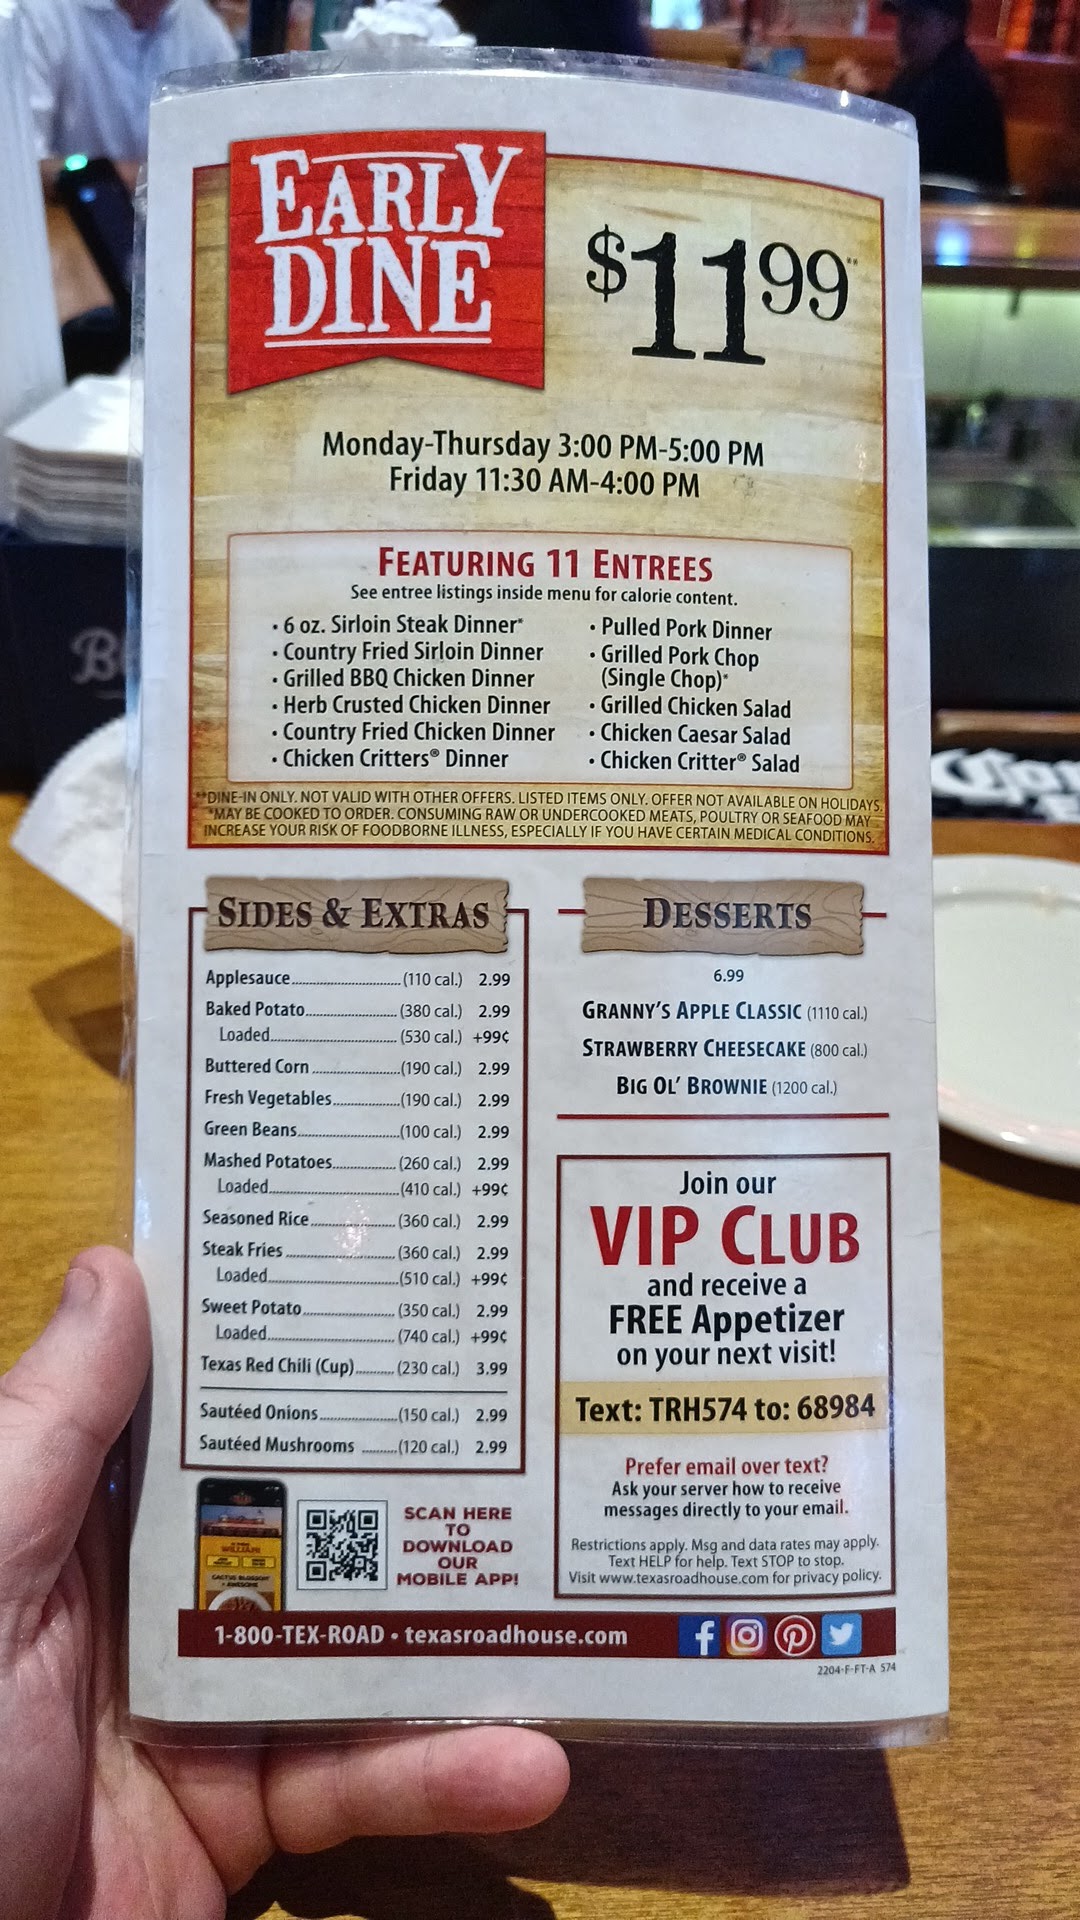 EARLY
DINE
$11.99**
Monday-Thursday 3:00 PM-5:00 PM
Friday 11:30 AM-4:00 PM
FEATURING 11 ENTREES
See entree listings inside menu for calorie content.
• 6 oz. Sirloin Steak Dinner*
• Country Fried Sirloin Dinner
• Grilled BBQ Chicken Dinner
• Herb Crusted Chicken Dinner
• Country Fried Chicken Dinner
• Chicken Critters® Dinner
• Pulled Pork Dinner
• Grilled Pork Chop
(Single Chop)*
• Grilled Chicken Salad
• Chicken Caesar Salad
• Chicken Critter® Salad
**DINE-IN ONLY. NOT VALID WITH OTHER OFFERS. LISTED ITEMS ONLY. OFFER NOT AVAILABLE ON HOLIDAYS.
*MAY BE COOKED TO ORDER. CONSUMING RAW OR UNDERCOOKED MEATS, POULTRY OR SEAFOOD MAY
INCREASE YOUR RISK OF FOODBORNE ILLNESS, ESPECIALLY IF YOU HAVE CERTAIN MEDICAL CONDITIONS.
SIDES & EXTRAS
Applesauce (110 cal.) 2.99
Baked Potato (380 cal.) 2.99
Loaded (530 cal.) +99¢
Buttered Corn (190 cal.) 2.99
Fresh Vegetables (190 cal.) 2.99
Green Beans (100 cal.) 2.99
Mashed Potatoes (260 cal.) 2.99
Loaded (410 cal.) +99¢
Seasoned Rice (360 cal.) 2.99
Steak Fries (360 cal.) 2.99
Loaded (510 cal.) +99¢
Sweet Potato (350 cal.) 2.99
Loaded (740 cal.) +99¢
Texas Red Chili (Cup) (230 cal.) 3.99
Sautéed Onions (150 cal.) 2.99
Sautéed Mushrooms (120 cal.) 2.99
DESSERTS
6.99
GRANNY'S APPLE CLASSIC (1110 cal.)
STRAWBERRY CHEESECAKE (800 cal.)
BIG OL' BROWNIE (1200 cal.)
Join our
VIP CLUB
and receive a
FREE Appetizer
on your next visit!
Text: TRH574 to: 68984
Prefer email over text?
Ask your server how to receive
messages directly to your email.
Restrictions apply. Msg and data rates may apply.
Text HELP for help. Text STOP to stop.
Visit www.texasroadhouse.com for privacy policy.
SCAN HERE
TO
DOWNLOAD
OUR
MOBILE APP!
1-800-TEX-ROAD • texasroadhouse.com
2204-F-FT-A 574